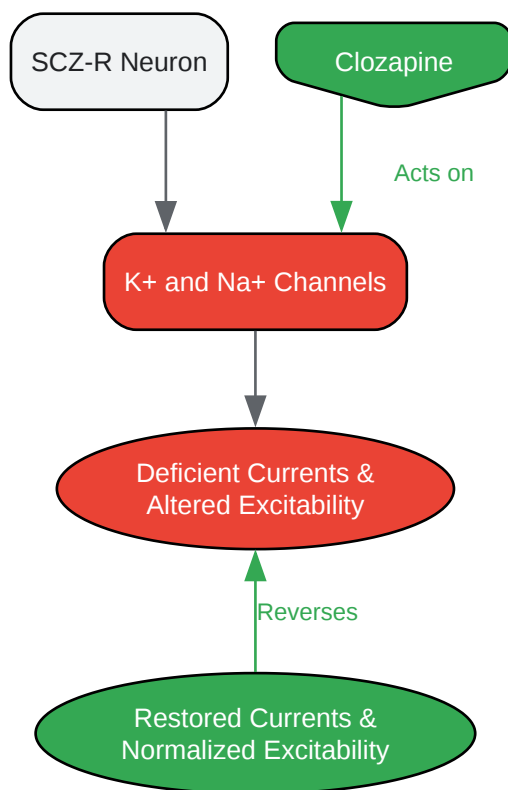 SCZ-R Neuron
Clozapine
Acts on
K+ and Na+ Channels
Deficient Currents &
Altered Excitability
Reverses
Restored Currents &
Normalized Excitability